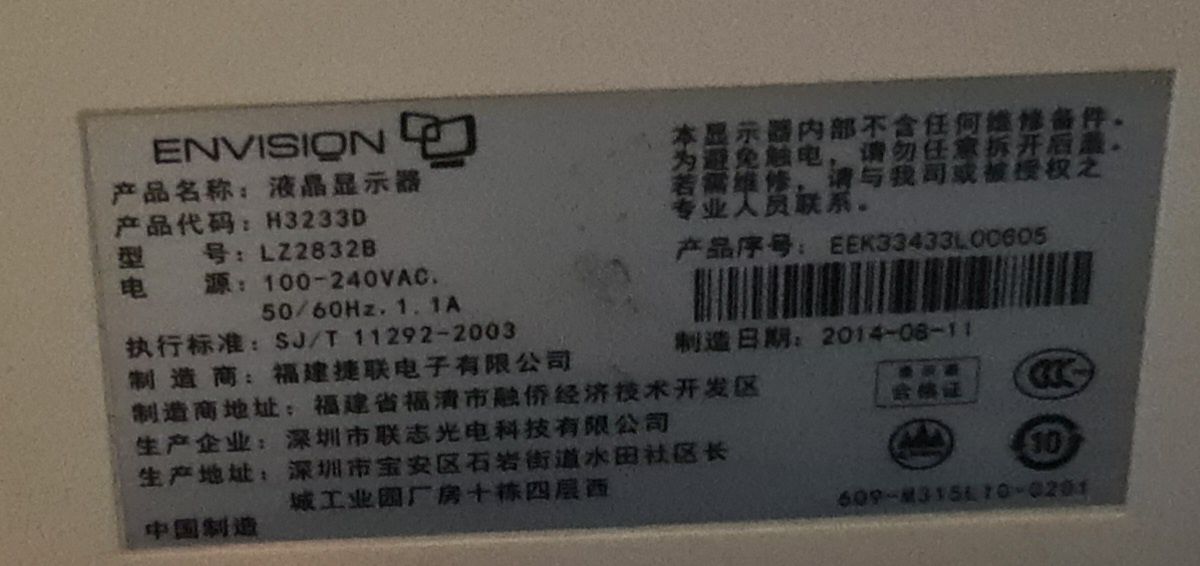 ENVISION
产品名称：液晶显示器
产品代码：H3233D
型 号：LZ2832B
电 源：100-240VAC.
50/60Hz. 1.1A
执行标准：SJ/T 11292-2003
制 造 商：福建捷联电子有限公司
制造商地址：福建省福清市融侨经济技术开发区
生产企业：深圳市联志光电科技有限公司
生产地址：深圳市宝安区石岩街道水田社区长
城工业园厂房十栋四层西
中国制造
本显示器内部不含任何维修备件。
为避免触电，请勿任意拆开后盖。
若需维修，请与我司或被授权之
专业人员联系。
产品序号：EEK33433L00605
制造日期：2014-08-11
显示器
合格证
CCC
10
609-M315L10-0201